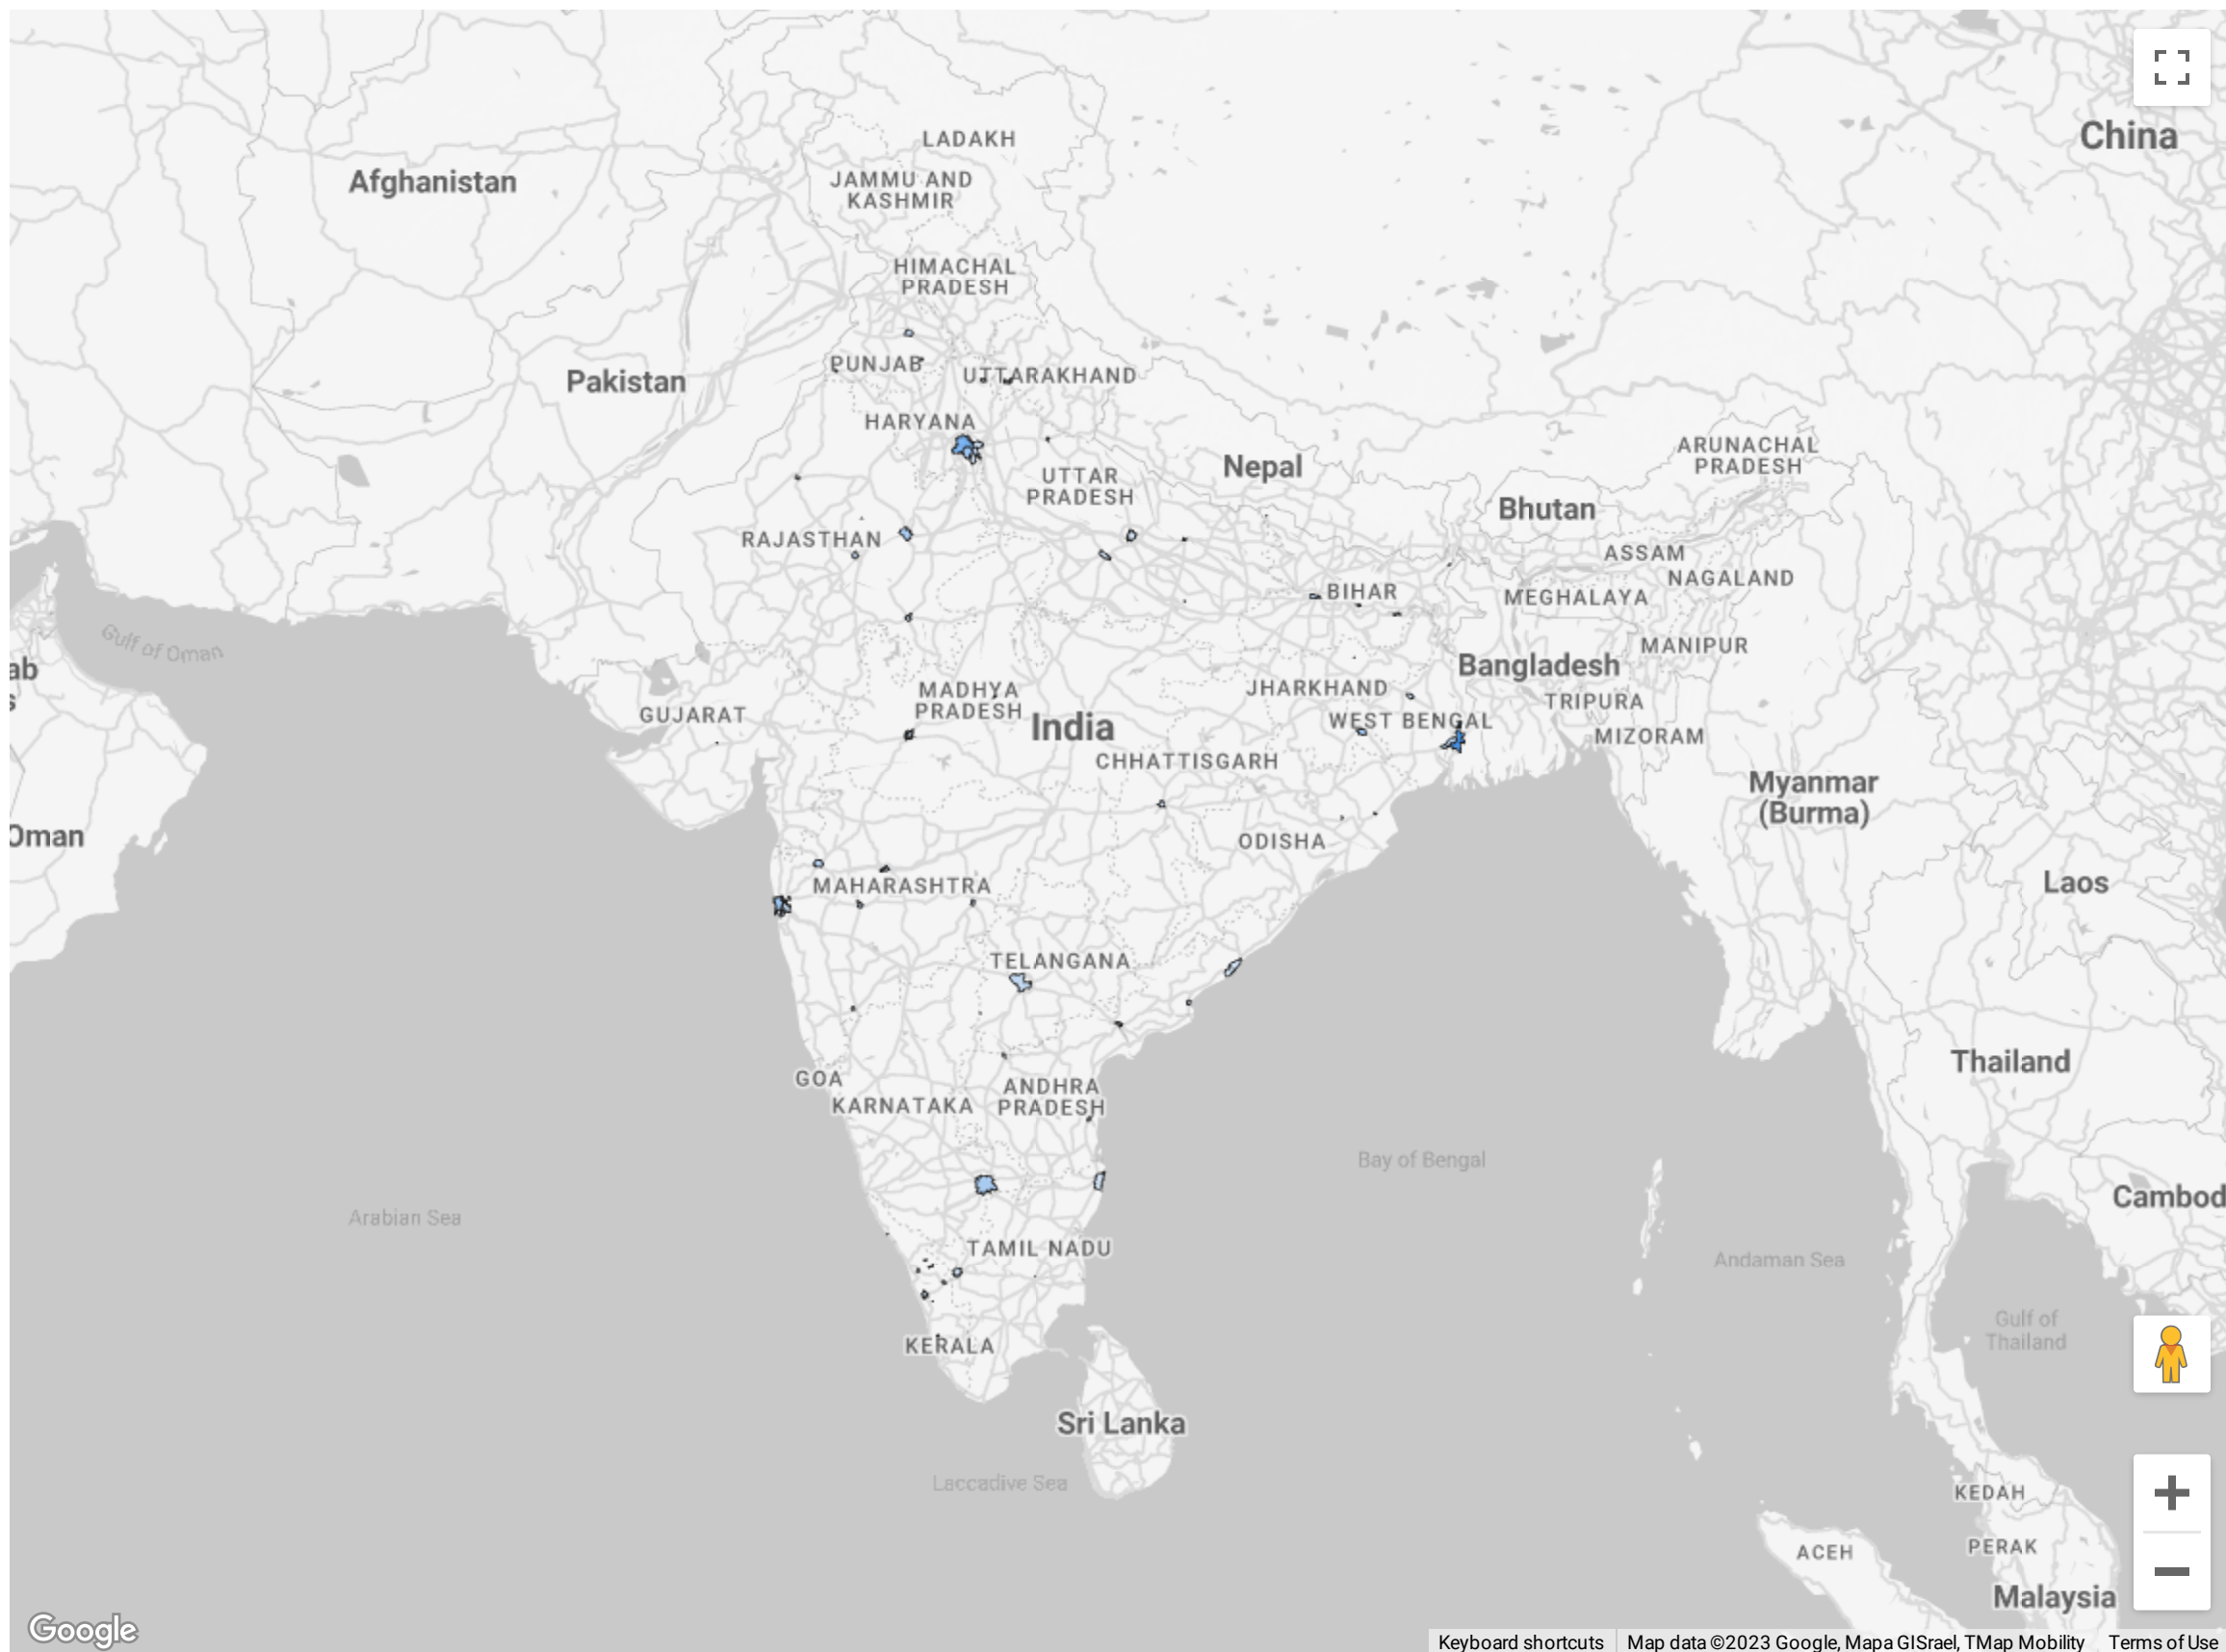 LADAKH
China
Afghanistan
JAMMU AND
KASHMIR
HIMACHAL
PRADESH
PUNJAB
Pakistan
UTTARAKHAND
HARYANA
ARUNACHAL
PRADESH
Nepal
UTTAR
PRADESH
Bhutan
RAJASTHAN
ASSAM
NAGALAND
BIHAR
MEGHALAYA
Gulf of Oman
MANIPUR
ab
s
Bangladesh
JHARKHAND
MADHYA
PRADESH
TRIPURA
GUJARAT
India
WEST BENGAL
MIZORAM
CHHATTISGARH
Myanmar
(Burma)
Oman
ODISHA
Laos
MAHARASHTRA
TELANGANA
Thailand
GOA
ANDHRA
PRADESH
KARNATAKA
Bay of Bengal
Cambod
Arabian Sea
TAMIL NADU
Andaman Sea
Gulf of
Thailand
KERALA
Sri Lanka
Laccadive Sea
KEDAH
PERAK
ACEH
Malaysia
Google
Keyboard shortcuts
Map data ©2023 Google, Mapa GISrael, TMap Mobility
Terms of Use